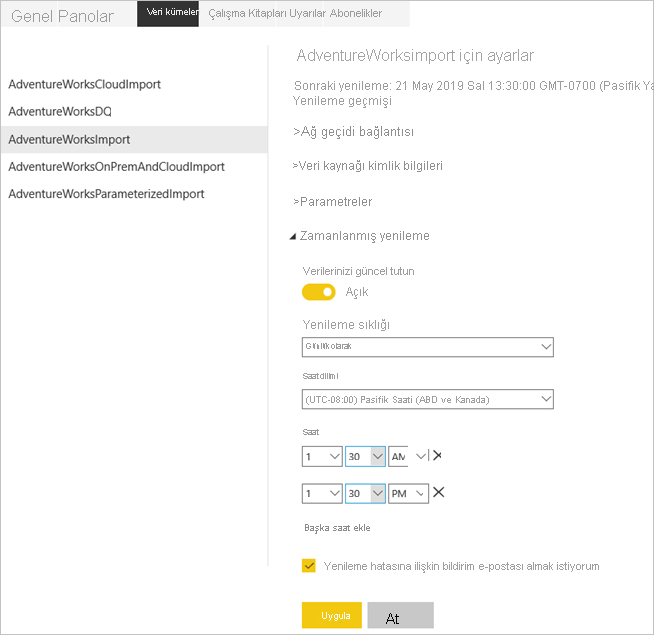 Genel Panolar
Veri kümeler
Çalışma Kitapları Uyarılar Abonelikler
AdventureWorksCloudImport
AdventureWorksDQ
AdventureWorksImport
AdventureWorksOnPremAndCloudImport
AdventureWorksParameterizedImport
AdventureWorksimport için ayarlar
Sonraki yenileme: 21 May 2019 Sal 13:30:00 GMT-0700 (Pasifik Ya
Yenileme geçmişi
>Ağ geçidi bağlantısı
>Veri kaynağı kimlik bilgileri
>Parametreler
Zamanlanmış yenileme
Verilerinizi güncel tutun
Açık
Yenileme sıklığı
Günlük olarak
Saat dilimi
(UTC-08:00) Pasifik Saati (ABD ve Kanada)
Saat
1 30 AM
1 30 PM
Başka saat ekle
Yenileme hatasına ilişkin bildirim e-postası almak istiyorum
Uygula
At